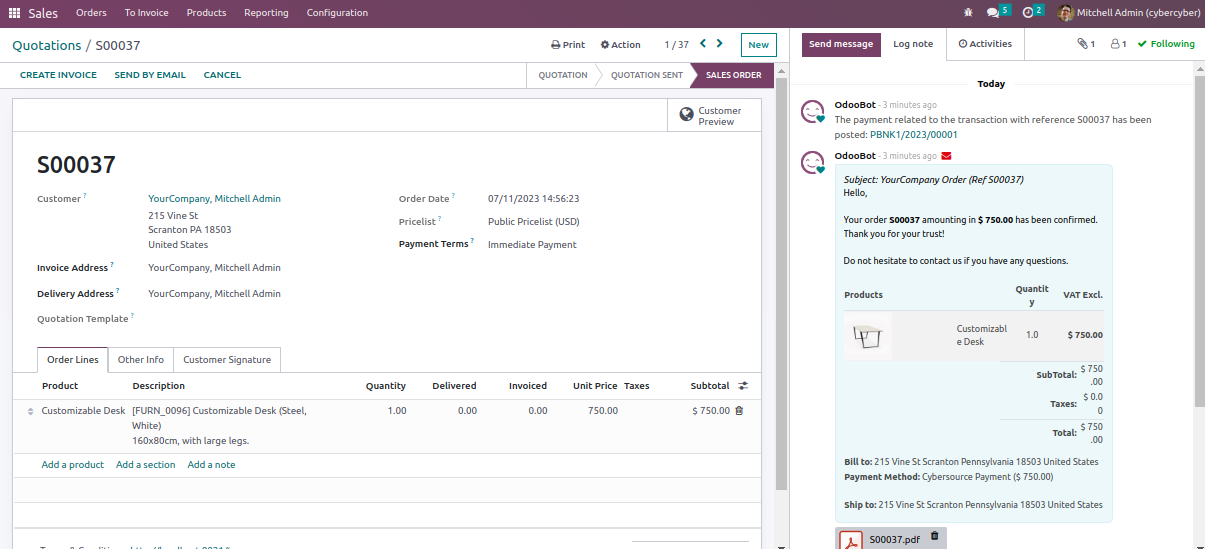 Sales Orders To Invoice Products Reporting Configuration 5 2 Mitchell Admin (cybercyber)
Quotations / S00037 Print Action 1 / 37 New
CREATE INVOICE SEND BY EMAIL CANCEL QUOTATION QUOTATION SENT SALES ORDER
Customer
Preview
S00037
Customer ? YourCompany, Mitchell Admin
215 Vine St
Scranton PA 18503
United States
Order Date ? 07/11/2023 14:56:23
Pricelist ? Public Pricelist (USD)
Payment Terms ? Immediate Payment
Invoice Address ? YourCompany, Mitchell Admin
Delivery Address ? YourCompany, Mitchell Admin
Quotation Template ?
Order Lines Other Info Customer Signature
Product Description Quantity Delivered Invoiced Unit Price Taxes Subtotal
Customizable Desk [FURN_0096] Customizable Desk (Steel, 1.00 0.00 0.00 750.00 $ 750.00
White)
160x80cm, with large legs.
Add a product Add a section Add a note
Send message Log note Activities 1 1 Following
Today
OdooBot - 3 minutes ago
The payment related to the transaction with reference S00037 has been
posted: PBNK1/2023/00001
OdooBot - 3 minutes ago
Subject: YourCompany Order (Ref S00037)
Hello,
Your order S00037 amounting in $ 750.00 has been confirmed.
Thank you for your trust!
Do not hesitate to contact us if you have any questions.
Products Quantit
y VAT Excl.
Customizabl
e Desk 1.0 $ 750.00
SubTotal: $ 750
.00
Taxes: $ 0.0
0
Total: $ 750
.00
Bill to: 215 Vine St Scranton Pennsylvania 18503 United States
Payment Method: Cybersource Payment ($ 750.00)
Ship to: 215 Vine St Scranton Pennsylvania 18503 United States
S00037.pdf